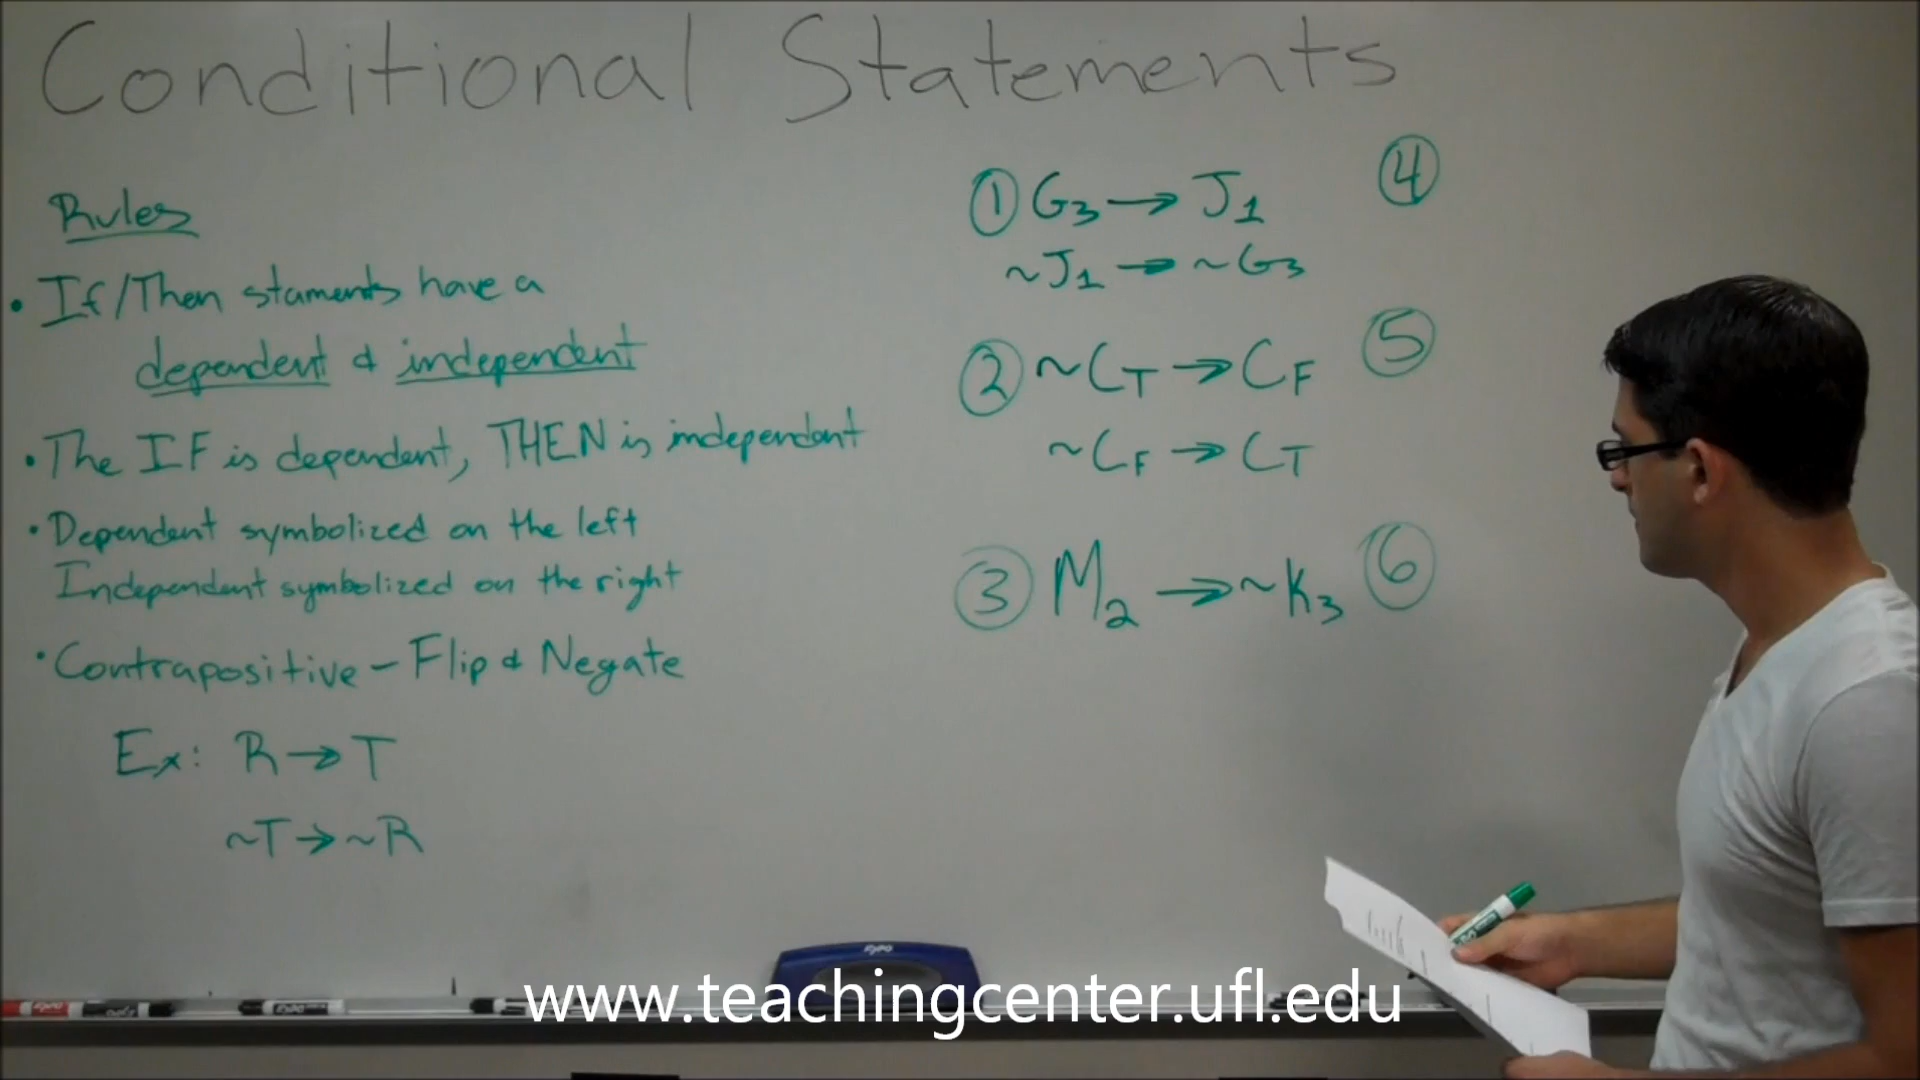 Conditional Statements
Rules
• If/Then staments have a
dependent & independent
• The IF is dependent, THEN is independent
• Dependent symbolized on the left
Independent symbolized on the right
• Contrapositive - Flip & Negate
Ex: R → T
~T → ~R
① G₃ → J₁
~J₁ → ~G₃
② ~C_T → C_F
~C_F → C_T
③ M₂ → ~K₃
④
⑤
⑥
EXPO
www.teachingcenter.ufl.edu